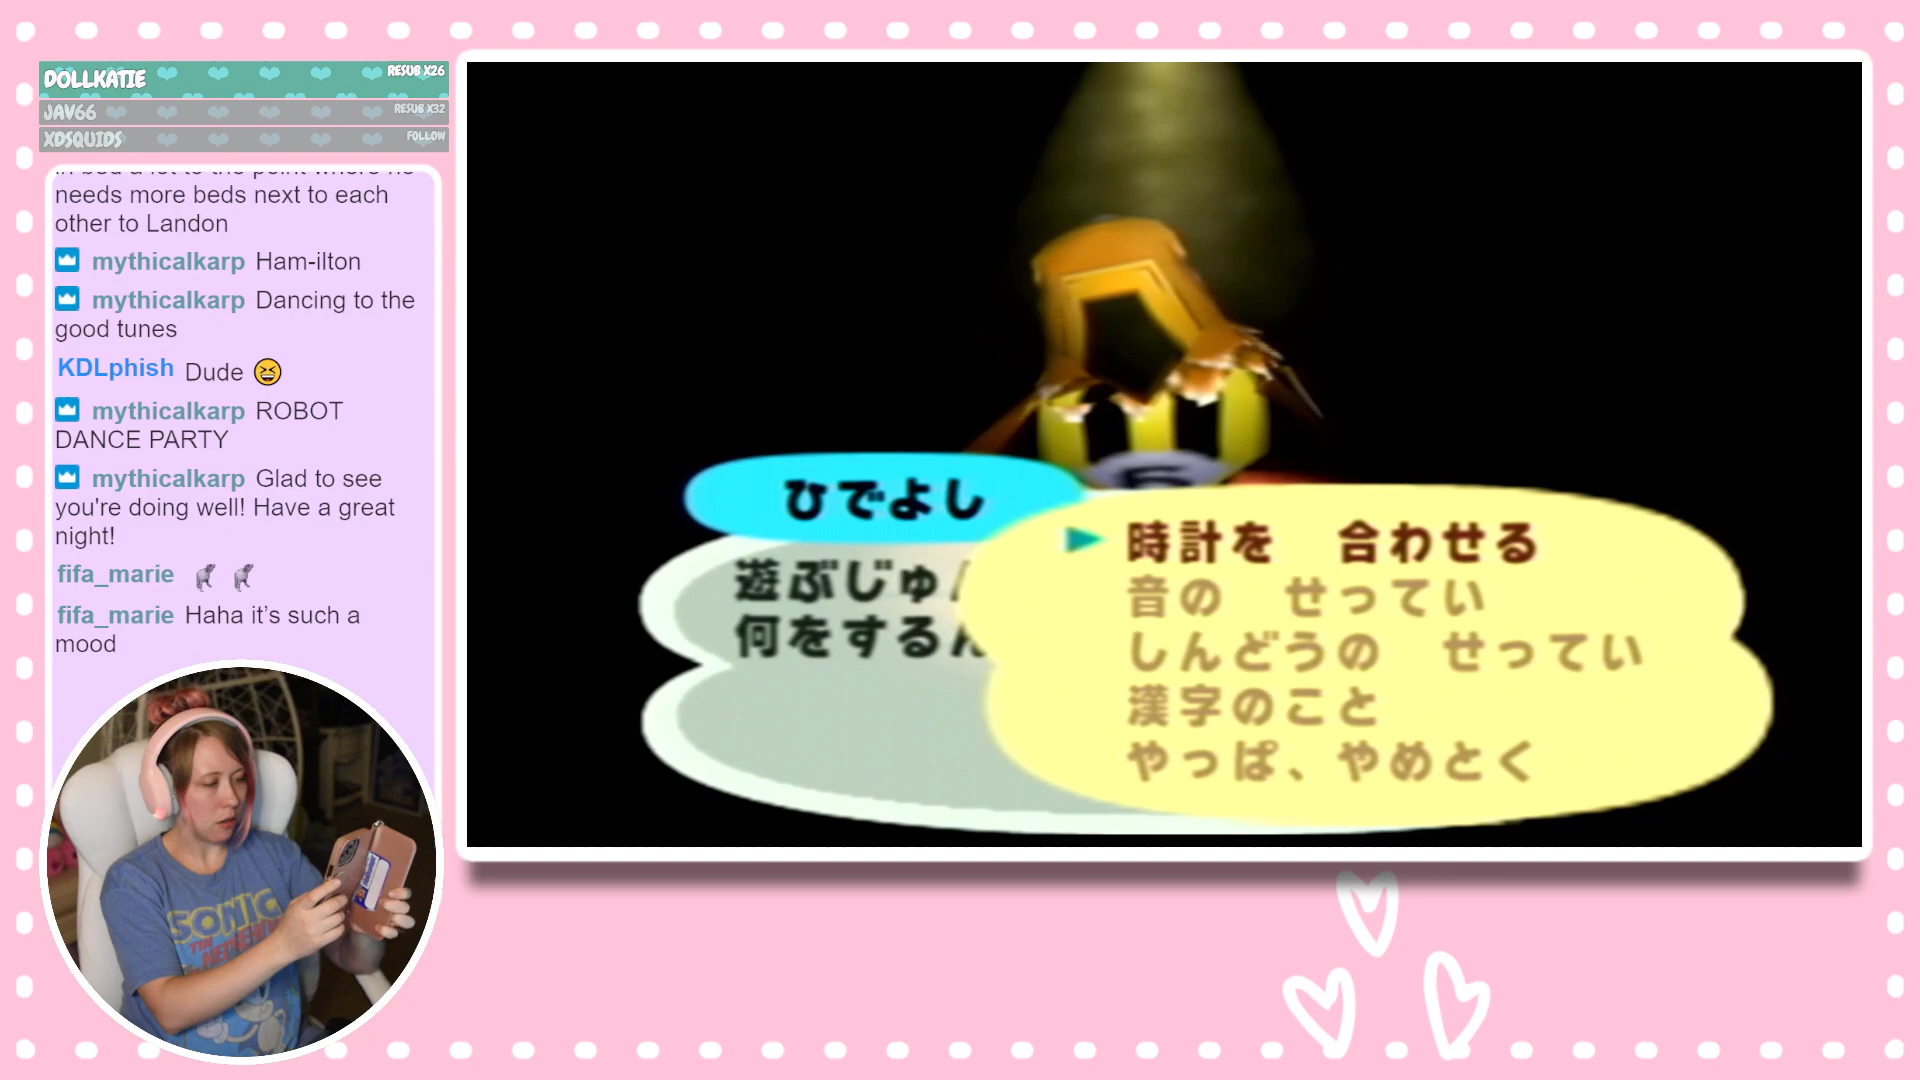 DOLLKATIE RESUB X26
JAV66 RESUB X32
XDSQUIDS FOLLOW
needs more beds next to each
other to Landon
mythicalkarp Ham-ilton
mythicalkarp Dancing to the
good tunes
KDLphish Dude 😆
mythicalkarp ROBOT
DANCE PARTY
mythicalkarp Glad to see
you're doing well! Have a great
night!
fifa_marie
fifa_marie Haha it's such a
mood
ひでよし
遊ぶじゅ
何をする
時計を 合わせる
音の せってい
しんどうの せってい
漢字のこと
やっぱ、やめとく
SONIC
THE